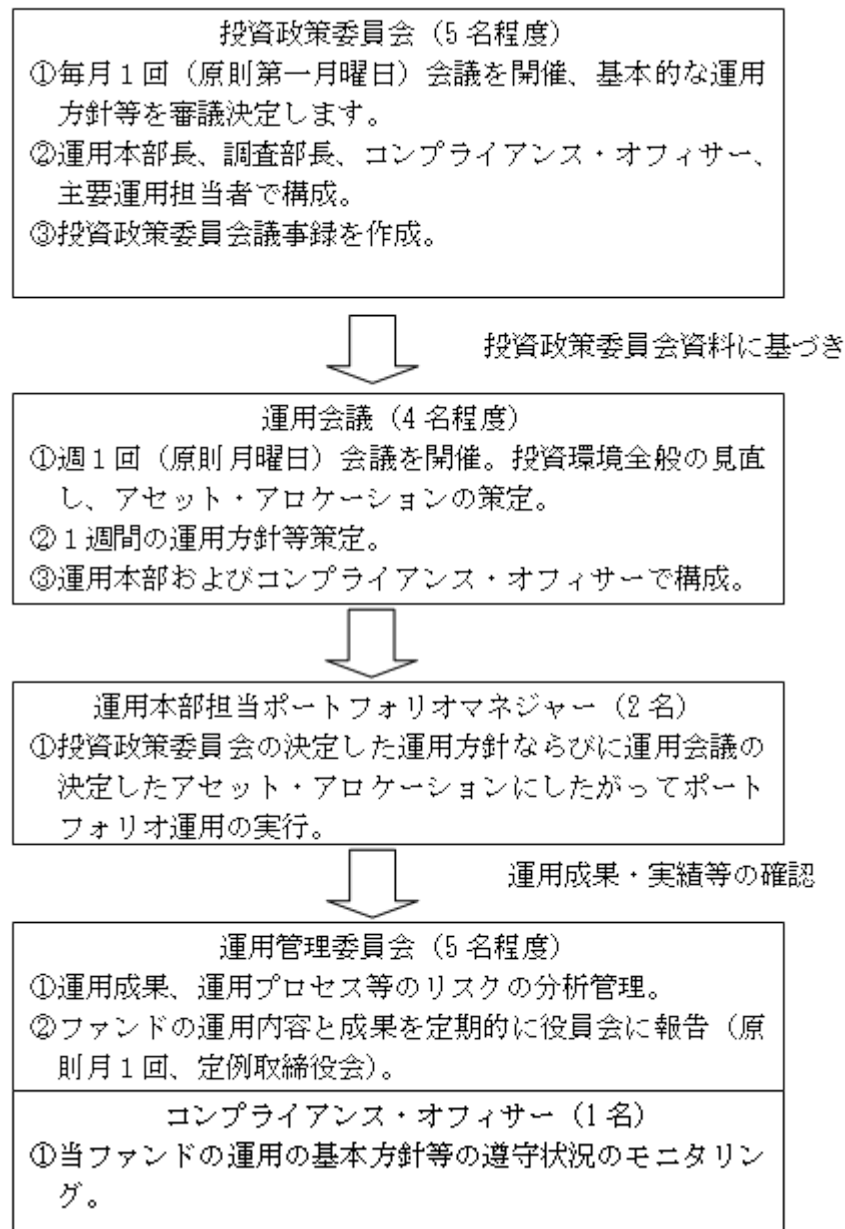 投資政策委員会（5名程度）
①毎月1回（原則第一月曜日）会議を開催、基本的な運用
方針等を審議決定します。
②運用本部長、調査部長、コンプライアンス・オフィサー、
主要運用担当者で構成。
③投資政策委員会議事録を作成。
投資政策委員会資料に基づき
運用会議（4名程度）
①週1回（原則月曜日）会議を開催。投資環境全般の見直
し、アセット・アロケーションの策定。
②1週間の運用方針等策定。
③運用本部およびコンプライアンス・オフィサーで構成。
運用本部担当ポートフォリオマネジャー（2名）
①投資政策委員会の決定した運用方針ならびに運用会議の
決定したアセット・アロケーションにしたがってポート
フォリオ運用の実行。
運用成果・実績等の確認
運用管理委員会（5名程度）
①運用成果、運用プロセス等のリスクの分析管理。
②ファンドの運用内容と成果を定期的に役員会に報告（原
則月1回、定例取締役会）。
コンプライアンス・オフィサー（1名）
①当ファンドの運用の基本方針等の遵守状況のモニタリン
グ。